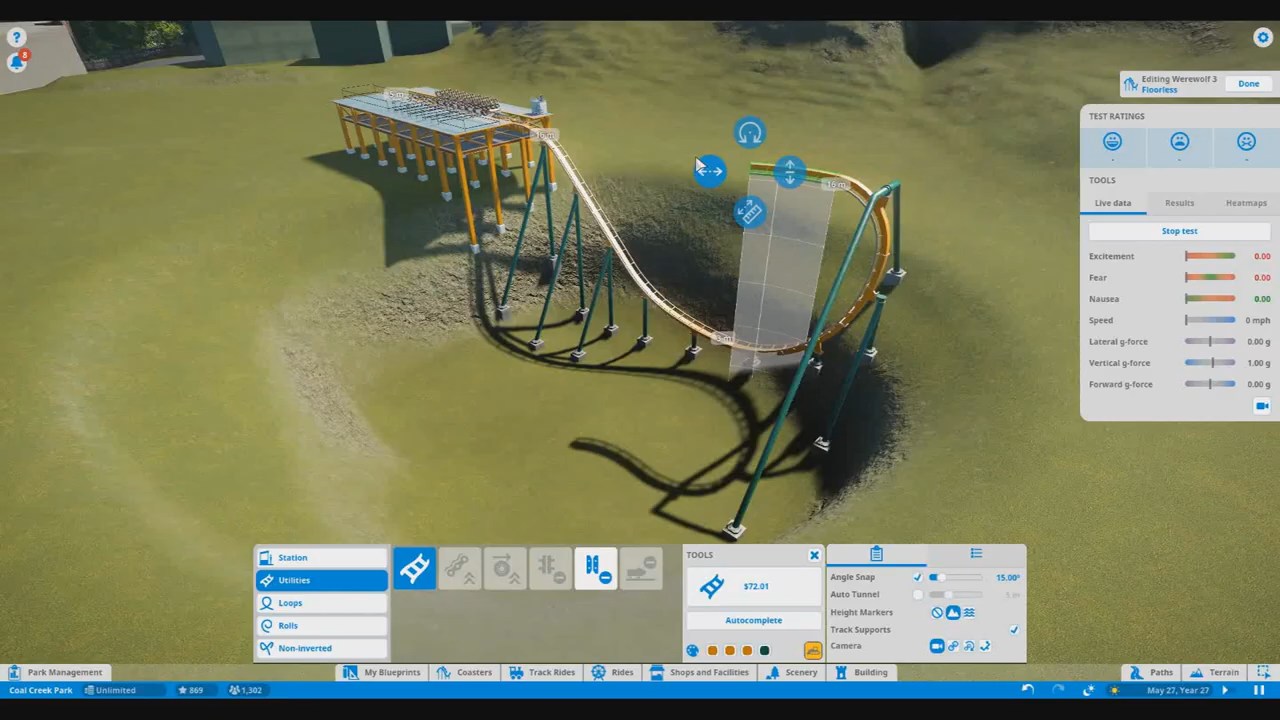 ?
8
Editing Werewolf 3
Floorless
Done
TEST RATINGS
- - -
TOOLS
Live data Results Heatmaps
Stop test
Excitement 0.00
Fear 0.00
Nausea 0.00
Speed 0 mph
Lateral g-force 0.00 g
Vertical g-force 1.00 g
Forward g-force 0.00 g
16 m
Station
Utilities
Loops
Rolls
Non-inverted
TOOLS
$72.01
Autocomplete
Angle Snap 15.00°
Auto Tunnel
Height Markers
Track Supports
Camera
Park Management
My Blueprints
Coasters
Track Rides
Rides
Shops and Facilities
Scenery
Building
Paths
Terrain
Coal Creek Park
Unlimited
869
1,302
May 27, Year 27